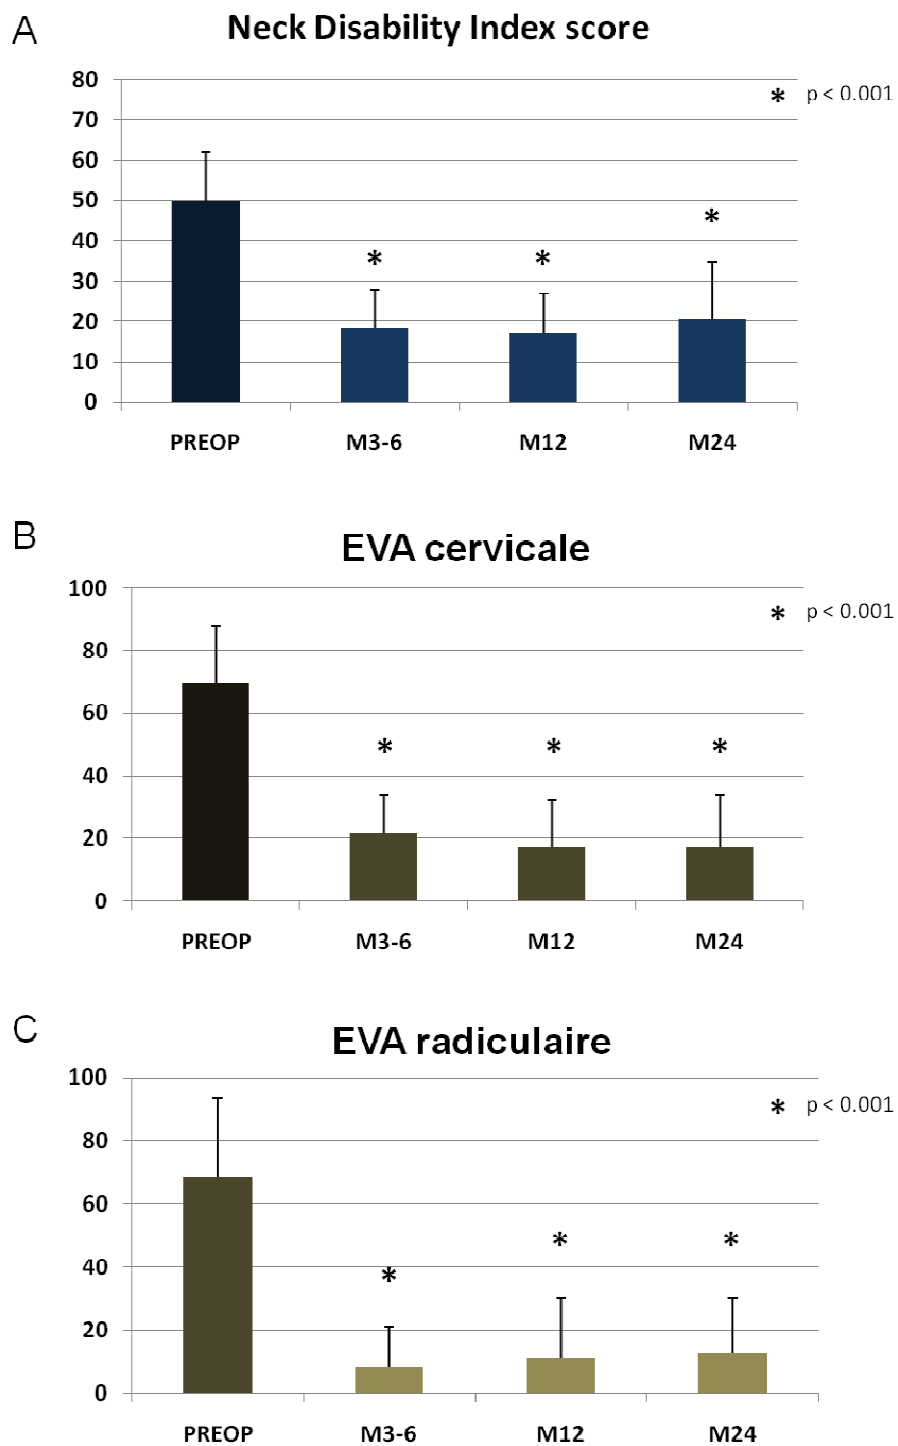 A
Neck Disability Index score
80
* p < 0.001
70
60
50
40
30
20
10
0
* * *
PREOP M3-6 M12 M24
B
EVA cervicale
100
* p < 0.001
80
60
40
20
0
* * *
PREOP M3-6 M12 M24
C
EVA radiculaire
100
* p < 0.001
80
60
40
20
0
* * *
PREOP M3-6 M12 M24